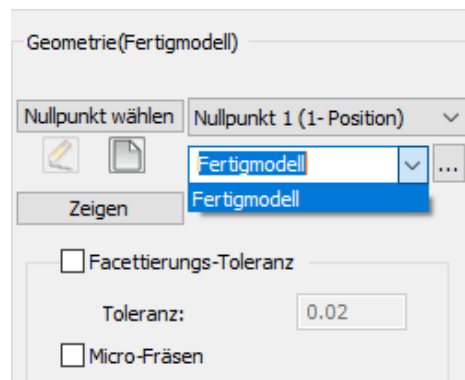 Geometrie(Fertigmodell)
Nullpunkt wählen Nullpunkt 1 (1- Position)
Fertigmodell ...
Zeigen Fertigmodell
Facettierungs-Toleranz
Toleranz: 0.02
Micro-Fräsen